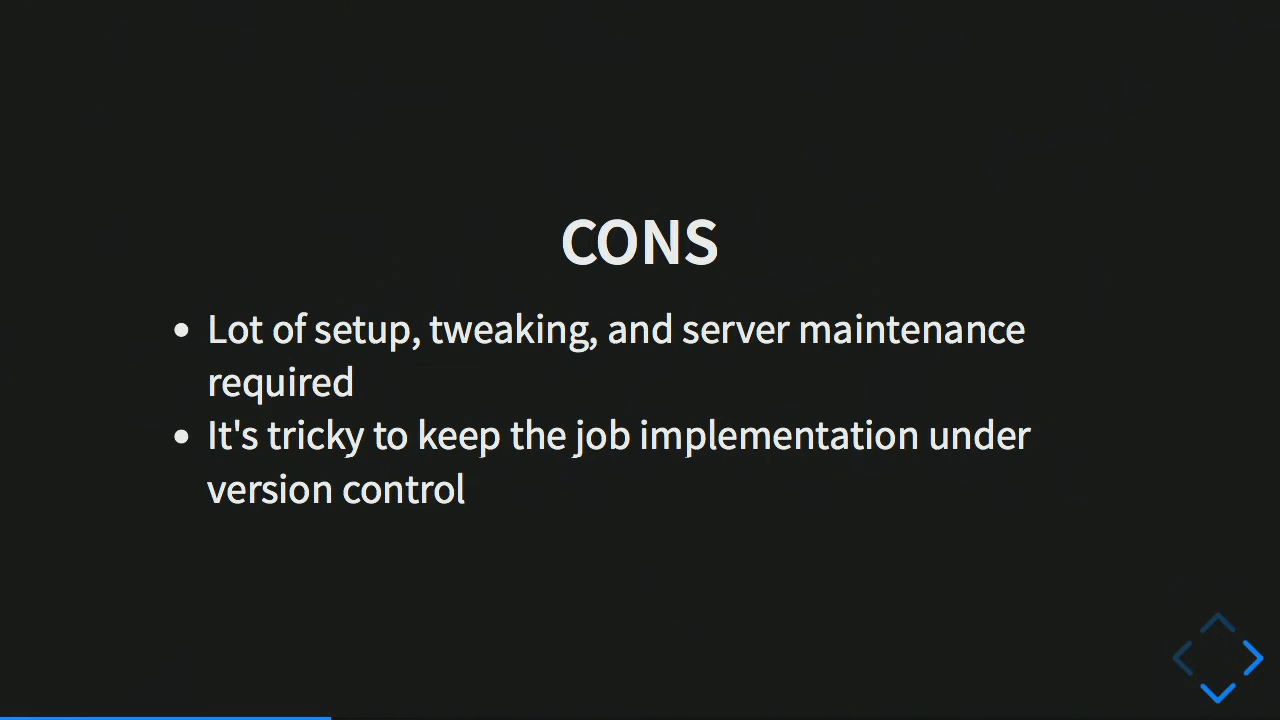 CONS
• Lot of setup, tweaking, and server maintenance
required
• It's tricky to keep the job implementation under
version control